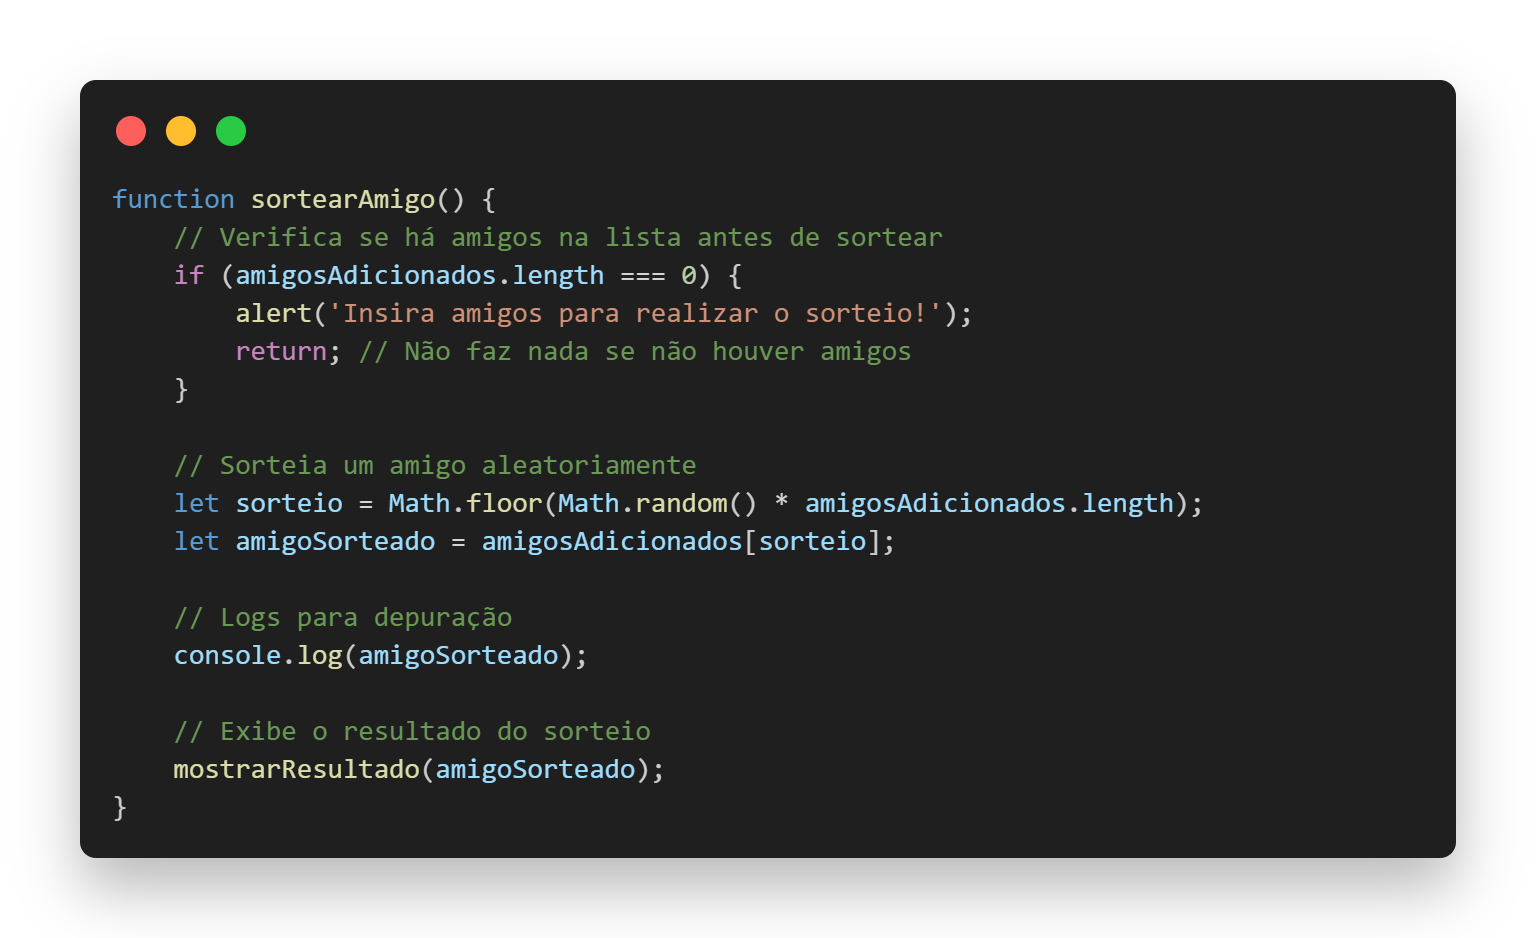 function sortearAmigo() {
    // Verifica se há amigos na lista antes de sortear
    if (amigosAdicionados.length === 0) {
        alert('Insira amigos para realizar o sorteio!');
        return; // Não faz nada se não houver amigos
    }

    // Sorteia um amigo aleatoriamente
    let sorteio = Math.floor(Math.random() * amigosAdicionados.length);
    let amigoSorteado = amigosAdicionados[sorteio];

    // Logs para depuração
    console.log(amigoSorteado);

    // Exibe o resultado do sorteio
    mostrarResultado(amigoSorteado);
}